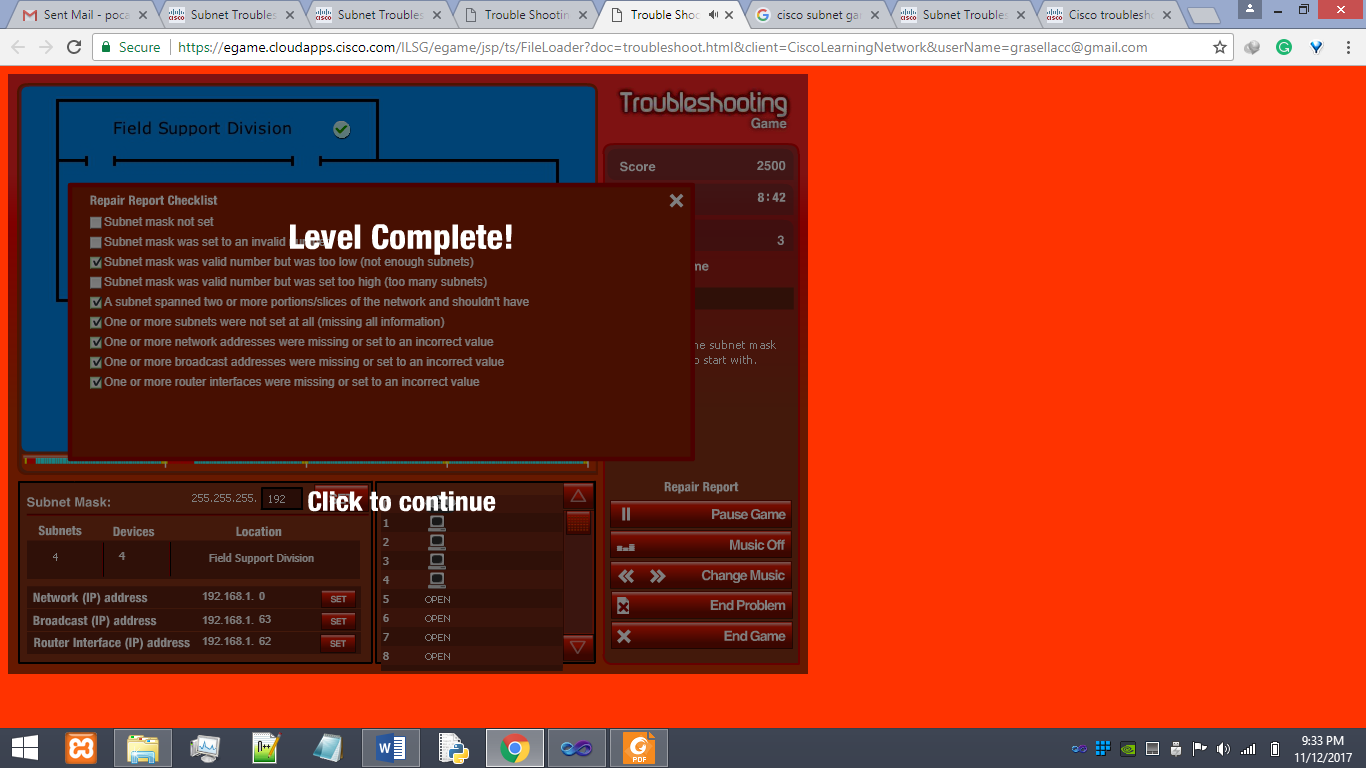 Sent Mail - poca
Subnet Troubles
Subnet Troubles
Trouble Shootin
Trouble Shoo
cisco subnet ga
Subnet Troubles
Cisco troublesh
Secure https://egame.cloudapps.cisco.com/ILSG/egame/jsp/ts/FileLoader?doc=troubleshoot.html&client=CiscoLearningNetwork&userName=grasellacc@gmail.com
Field Support Division
Troubleshooting
Game
Score 2500
8:42
3
me
Repair Report Checklist
Subnet mask not set
Subnet mask was set to an invalid
Level Complete!
Subnet mask was valid number but was too low (not enough subnets)
Subnet mask was valid number but was set too high (too many subnets)
A subnet spanned two or more portions/slices of the network and shouldn't have
One or more subnets were not set at all (missing all information)
One or more network addresses were missing or set to an incorrect value
One or more broadcast addresses were missing or set to an incorrect value
One or more router interfaces were missing or set to an incorrect value
he subnet mask
o start with.
Click to continue
Subnet Mask: 255.255.255. 192
Subnets Devices Location
4 4 Field Support Division
Network (IP) address 192.168.1. 0 SET
Broadcast (IP) address 192.168.1. 63 SET
Router Interface (IP) address 192.168.1. 62 SET
1
2
3
4
5 OPEN
6 OPEN
7 OPEN
8 OPEN
Repair Report
Pause Game
Music Off
Change Music
End Problem
End Game
9:33 PM
11/12/2017